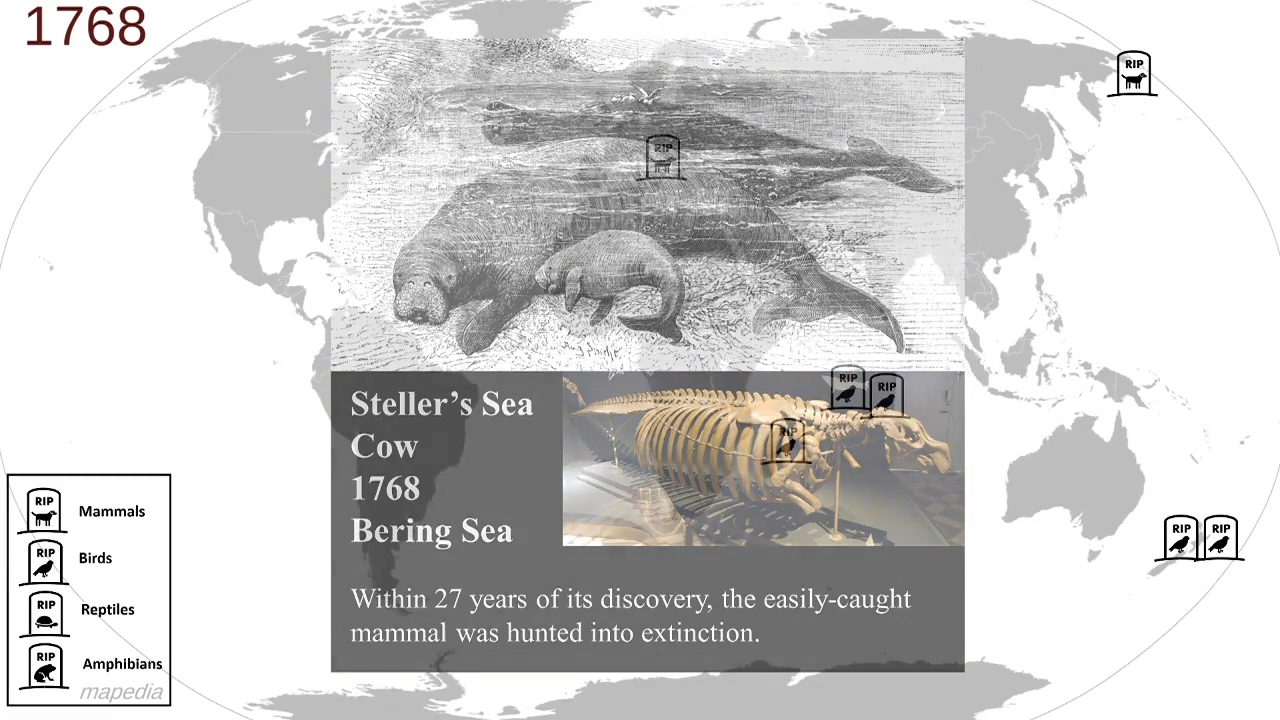 1768
RIP
RIP
Steller's Sea
Cow
1768
Bering Sea
RIP
RIP
RIP
Within 27 years of its discovery, the easily-caught
mammal was hunted into extinction.
RIP
RIP
RIP
Mammals
RIP
Birds
RIP
Reptiles
RIP
Amphibians
mapedia